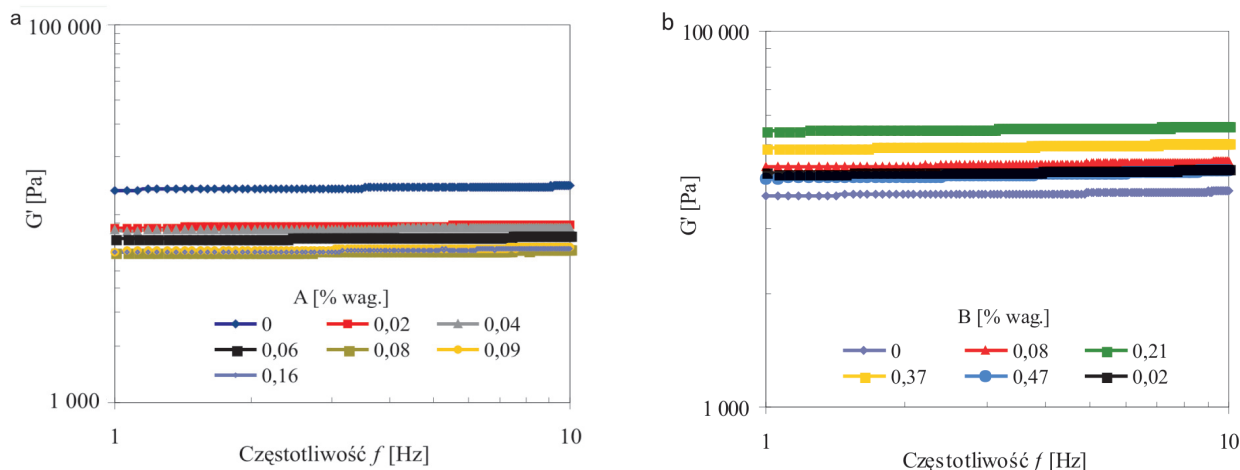 a
100 000
G' [Pa]
A [% wag.]
0 0,02 0,04
0,06 0,08 0,09
0,16
1 000
1 10
Częstotliwość f [Hz]
b
100 000
G' [Pa]
B [% wag.]
0 0,08 0,21
0,37 0,47 0,02
1 000
1 10
Częstotliwość f [Hz]